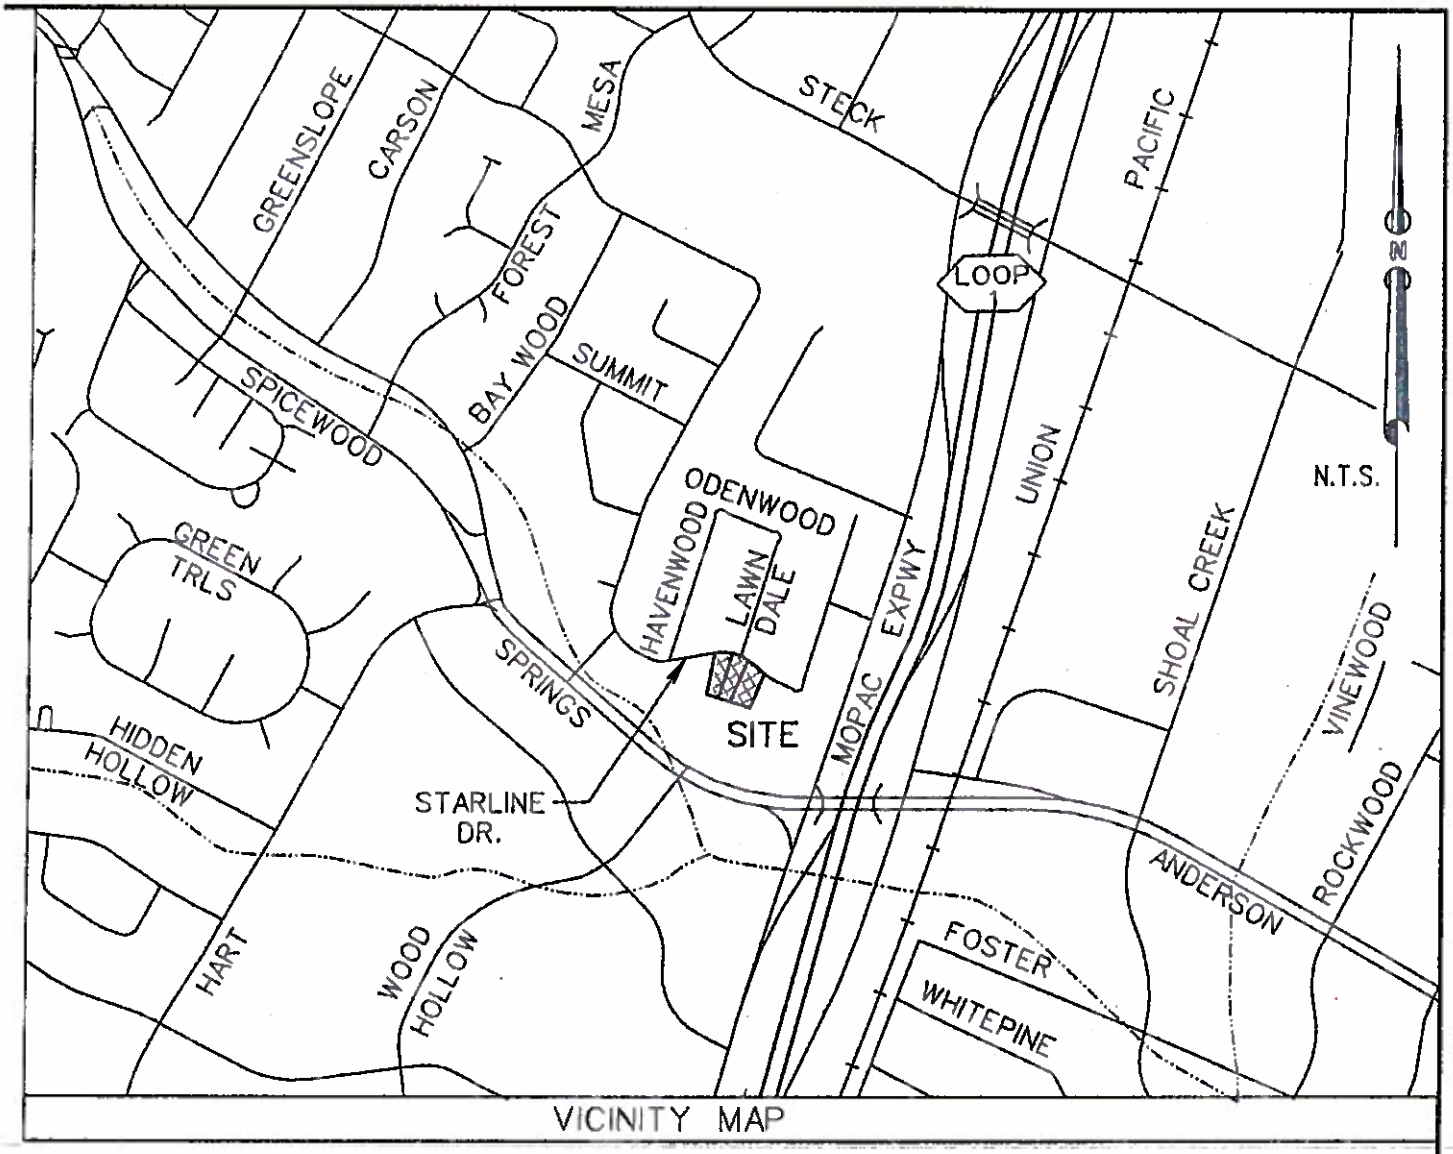 STECK
MESA
GREENSLOPE
CARSON
PACIFIC
FOREST
LOOP
1
N
BAY WOOD
SUMMIT
SPICEWOOD
UNION
N.T.S.
ODENWOOD
HAVENWOOD
LAWN
DALE
GREEN
TRLS
MOPAC EXPWY
SHOAL CREEK
VINEWOOD
SPRINGS
SITE
HIDDEN
HOLLOW
STARLINE
DR.
ROCKWOOD
ANDERSON
HART
WOOD
HOLLOW
FOSTER
WHITEPINE
VICINITY MAP